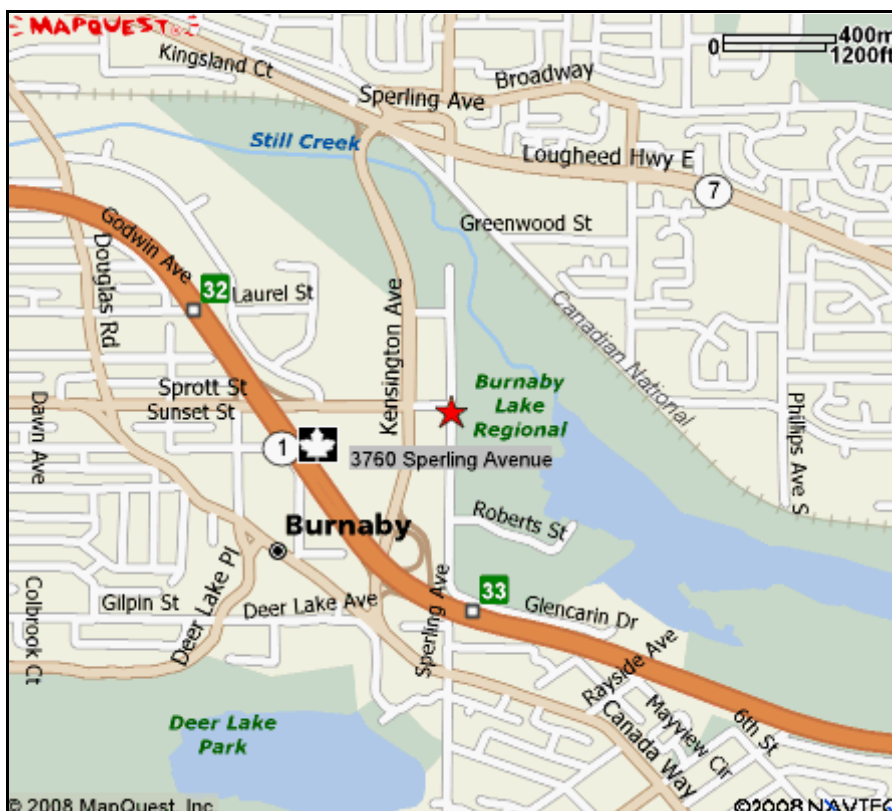 MAPQUEST
0
400m
1200ft
Kingsland Ct
Broadway
Sperling Ave
Still Creek
Lougheed Hwy E
7
Greenwood St
Godwin Ave
Douglas Rd
32
Laurel St
Kensington Ave
Canadian National
Sprott St
Sunset St
Dawn Ave
Burnaby
Lake
Regional
Phillips Ave S
1
3760 Sperling Avenue
Roberts St
Burnaby
Deer Lake Pl
Colbrook Ct
Gilpin St
Deer Lake Ave
33
Glencarin Dr
Sperling Ave
Rayside Ave
Mayview Cir
6th St
Canada Way
Deer Lake
Park
© 2008 MapQuest, Inc.
©2008 NAVTEQ